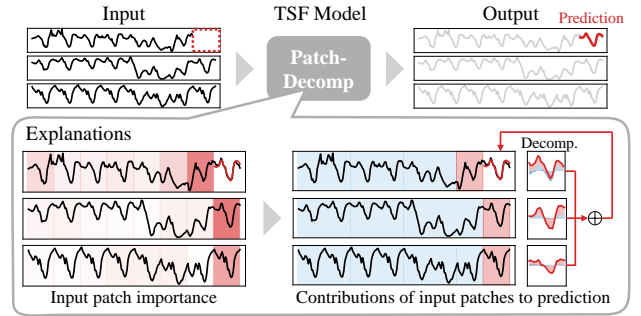 Input
TSF Model
Output
Prediction
Patch-
Decomp
Explanations
Decomp.
Input patch importance
Contributions of input patches to prediction